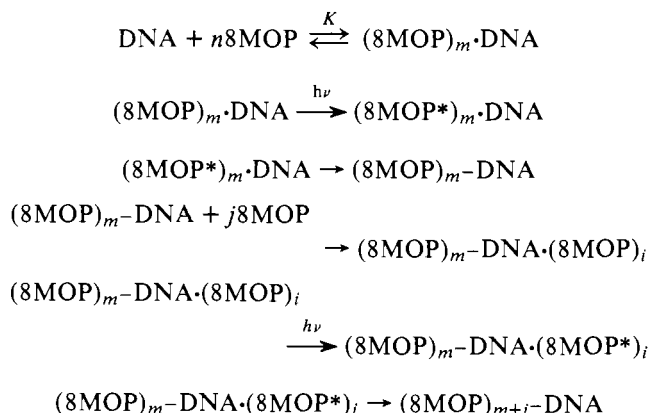 K
DNA + n8MOP ⇌ (8MOP)ₘ·DNA
hν
(8MOP)ₘ·DNA → (8MOP*)ₘ·DNA
(8MOP*)ₘ·DNA → (8MOP)ₘ–DNA
(8MOP)ₘ–DNA + j8MOP
→ (8MOP)ₘ–DNA·(8MOP)ᵢ
(8MOP)ₘ–DNA·(8MOP)ᵢ
hν
→ (8MOP)ₘ–DNA·(8MOP*)ᵢ
(8MOP)ₘ–DNA·(8MOP*)ᵢ → (8MOP)ₘ₊ᵢ–DNA